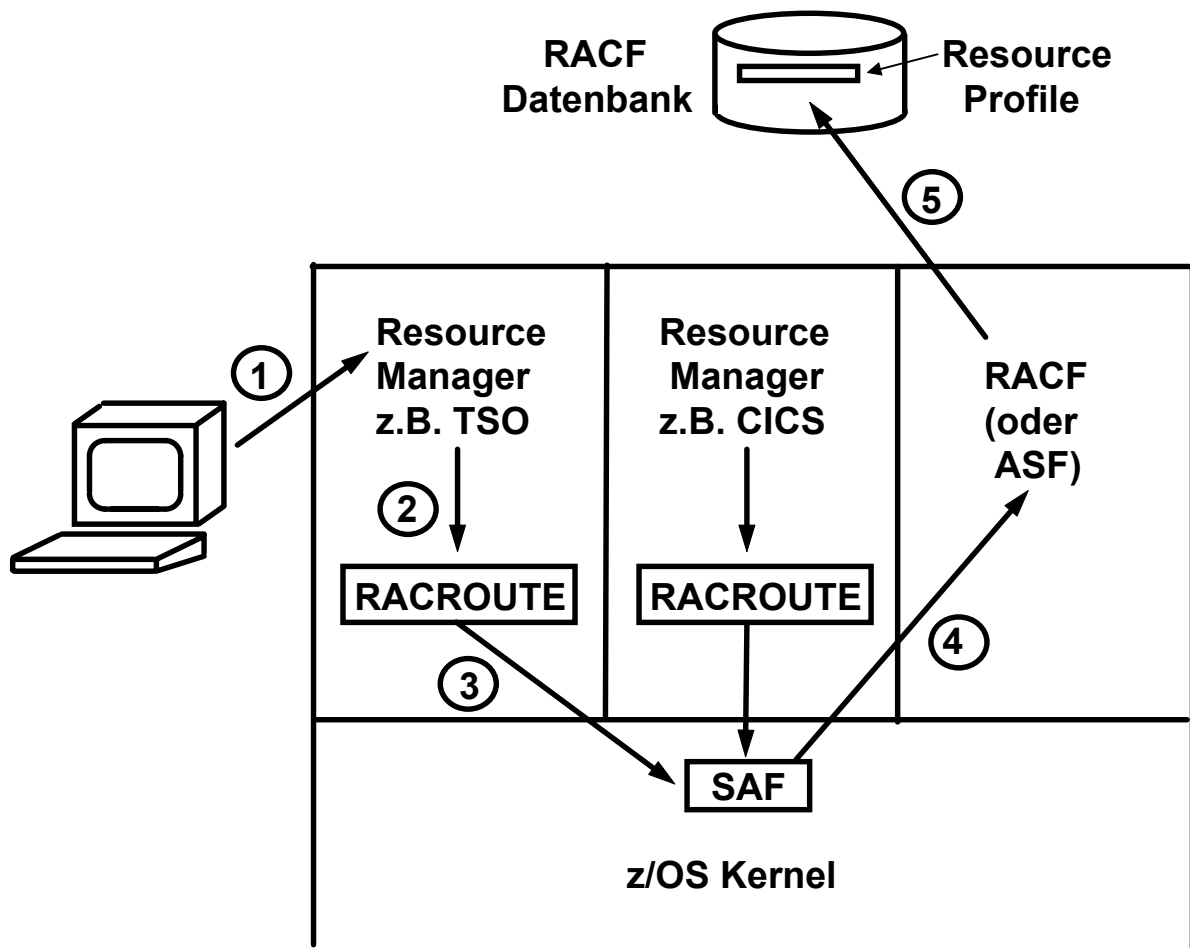 RACF
Datenbank
Resource
Profile
5
1
Resource
Manager
z.B. TSO
Resource
Manager
z.B. CICS
RACF
(oder
ASF)
2
RACROUTE
RACROUTE
3
4
SAF
z/OS Kernel